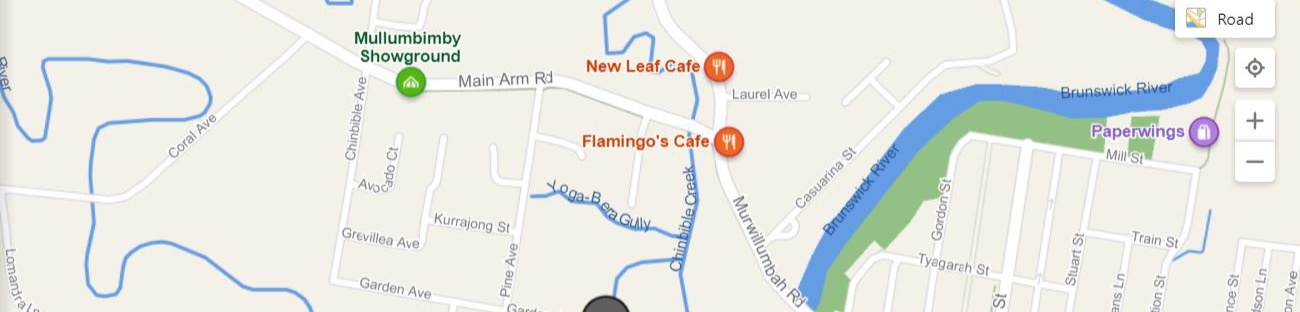 Road
Mullumbimby
Showground
Main Arm Rd
New Leaf Cafe
Laurel Ave
Brunswick River
River
Coral Ave
Chinbible Ave
Flamingo's Cafe
Paperwings
Mill St
Avocado Ct
Yoga-Bera Gully
Chinbible Creek
Casuarina St
Brunswick River
Gordon St
Kurrajong St
Grevillea Ave
Murwillumbah Rd
Train St
Stuart St
Tyagarah St
Pine Ave
Garden Ave
Lomandra
St